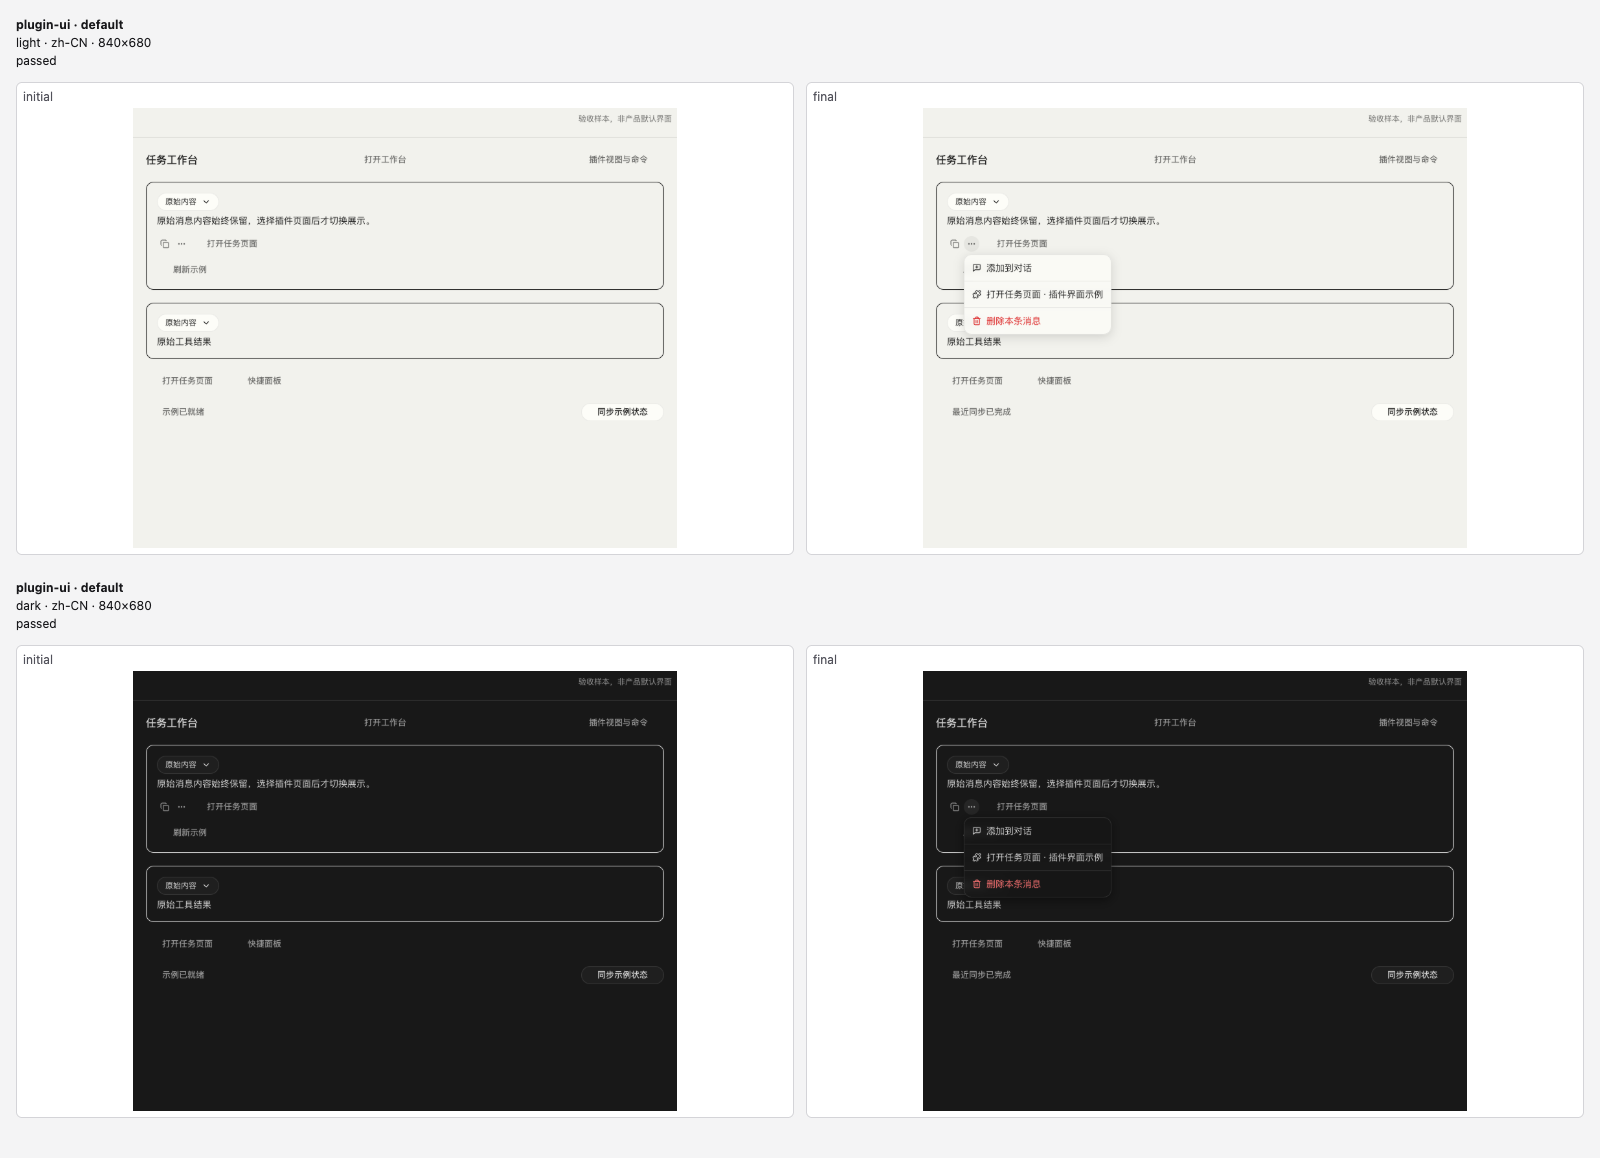 plugin-ui · default
light · zh-CN · 840×680
passed
initial
验收样本，非产品默认界面
任务工作台 打开工作台 插件视图与命令
原始内容
原始消息内容始终保留，选择插件页面后才切换展示。
打开任务页面
刷新示例
原始内容
原始工具结果
打开任务页面 快捷面板
示例已就绪 同步示例状态
final
验收样本，非产品默认界面
任务工作台 打开工作台 插件视图与命令
原始内容
原始消息内容始终保留，选择插件页面后才切换展示。
打开任务页面
添加到对话
打开任务页面 · 插件界面示例
删除本条消息
原
原始工具结果
打开任务页面 快捷面板
最近同步已完成 同步示例状态
plugin-ui · default
dark · zh-CN · 840×680
passed
initial
验收样本，非产品默认界面
任务工作台 打开工作台 插件视图与命令
原始内容
原始消息内容始终保留，选择插件页面后才切换展示。
打开任务页面
刷新示例
原始内容
原始工具结果
打开任务页面 快捷面板
示例已就绪 同步示例状态
final
验收样本，非产品默认界面
任务工作台 打开工作台 插件视图与命令
原始内容
原始消息内容始终保留，选择插件页面后才切换展示。
打开任务页面
添加到对话
打开任务页面 · 插件界面示例
删除本条消息
原
原始工具结果
打开任务页面 快捷面板
最近同步已完成 同步示例状态